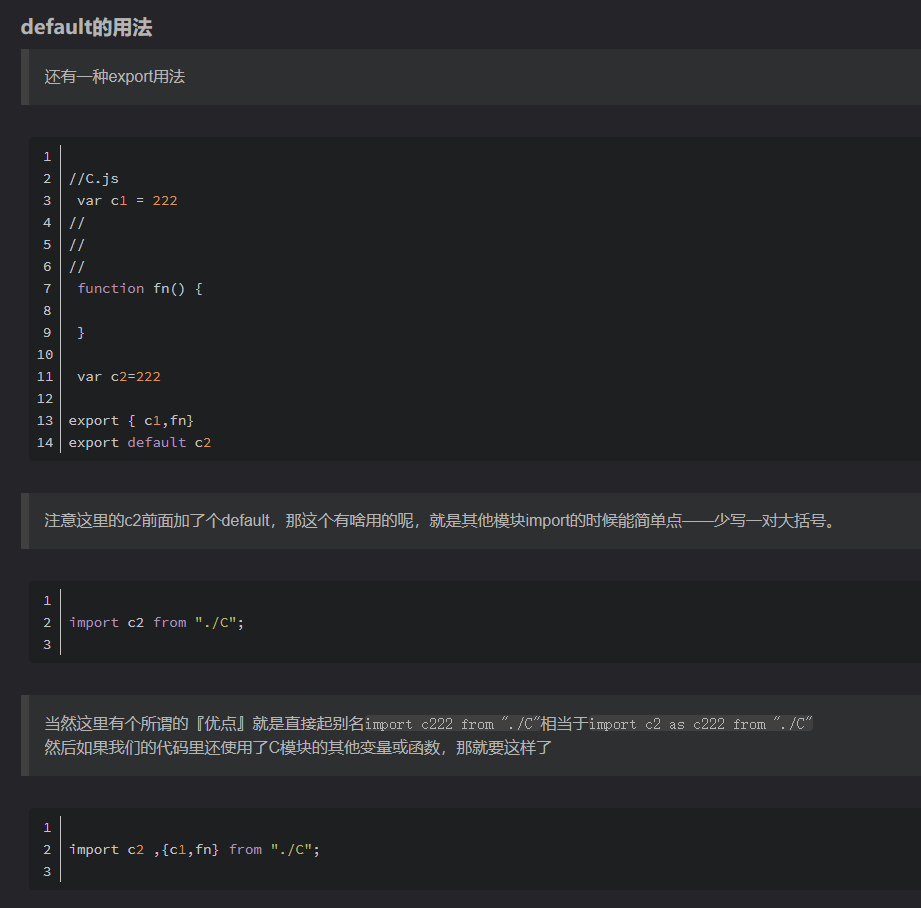 default的用法
还有一种export用法
1
2 //C.js
3 var c1 = 222
4 //
5 //
6 //
7 function fn() {
8
9 }
10
11 var c2=222
12
13 export { c1,fn}
14 export default c2
注意这里的c2前面加了个default，那这个有啥用的呢，就是其他模块import的时候能简单点——少写一对大括号。
1
2 import c2 from "./C";
3
当然这里有个所谓的『优点』就是直接起别名import c222 from "./C"相当于import c2 as c222 from "./C"
然后如果我们的代码里还使用了C模块的其他变量或函数，那就要这样了
1
2 import c2 ,{c1,fn} from "./C";
3